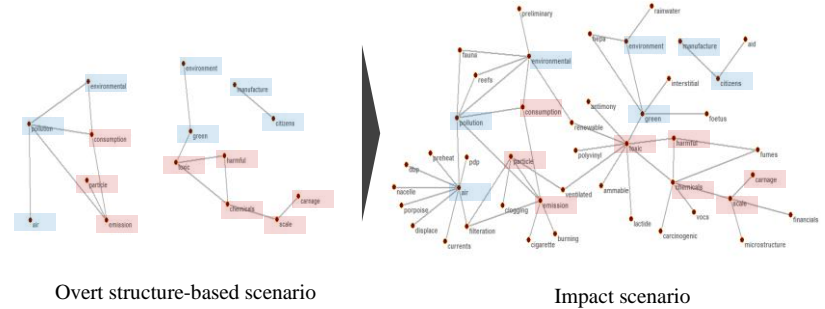 preliminary
rainwater
fauna
environmental
environment
manufacture
aid
reefs
citizens
interstitial
pollution
consumption
antimony
renewable
green
foetus
preheat
pdp
particle
polyvinyl
toxic
harmful
fumes
nacelle
air
ventilated
ammable
chemicals
carnage
porpoise
clogging
emission
scale
displace
filteration
lactide
vocs
financials
currents
cigarette
burning
carcinogenic
microstructure
environment
environmental
manufacture
pollution
consumption
green
citizens
toxic
harmful
particle
chemicals
carnage
air
emission
scale
Overt structure-based scenario
Impact scenario